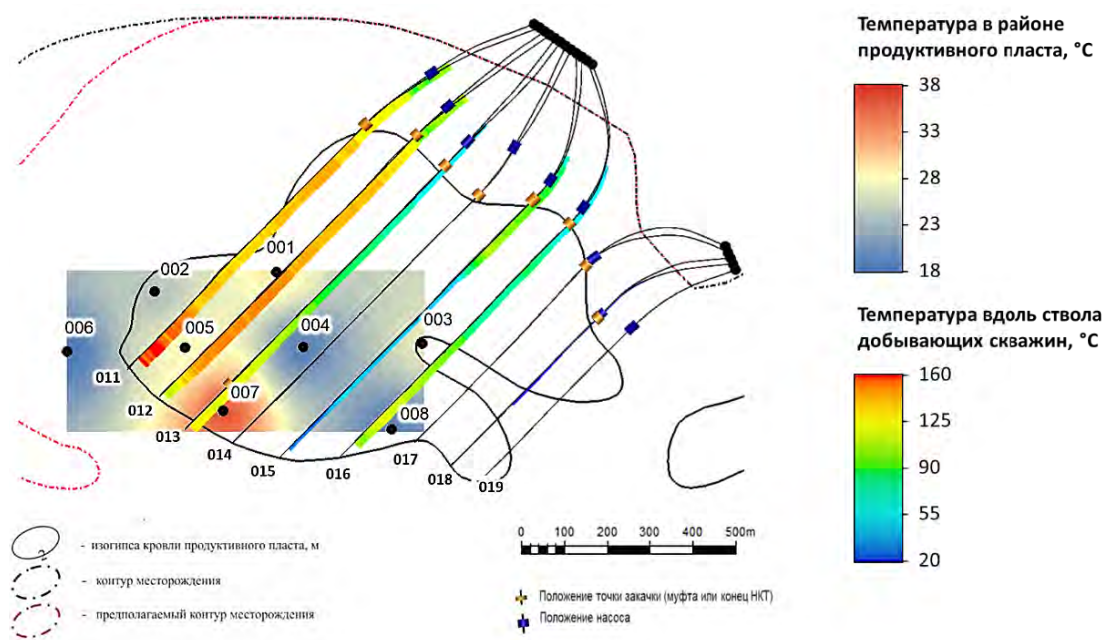 Температура в районе
продуктивного пласта, °С
38
33
28
23
18
Температура вдоль ствола
добывающих скважин, °С
160
125
90
55
20
001
002
003
004
005
006
007
008
011
012
013
014
015
016
017
018
019
- изогипса кровли продуктивного пласта, м
- контур месторождения
- предполагаемый контур месторождения
0 100 200 300 400 500m
Положение точки закачки (муфта или конец НКТ)
Положение насоса